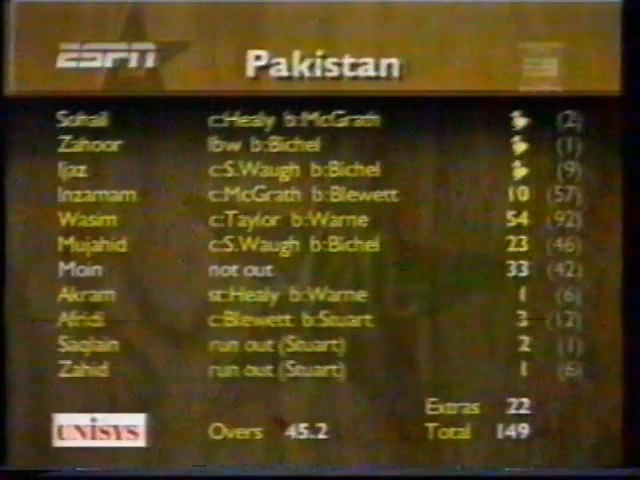 ESPN Pakistan
Suhail c:Healy b:McGrath (2)
Zahoor lbw b:Bichel (1)
Ijaz c:S.Waugh b:Bichel (9)
Inzamam c:McGrath b:Blewett 10 (57)
Wasim c:Taylor b:Warne 54 (92)
Mujahid c:S.Waugh b:Bichel 23 (46)
Moin not out 33 (42)
Akram st:Healy b:Warne 1 (6)
Afridi c:Blewett b:Stuart 3 (12)
Saqlain run out (Stuart) 2 (1)
Zahid run out (Stuart) 1 (6)
Extras 22
UNISYS Overs 45.2 Total 149